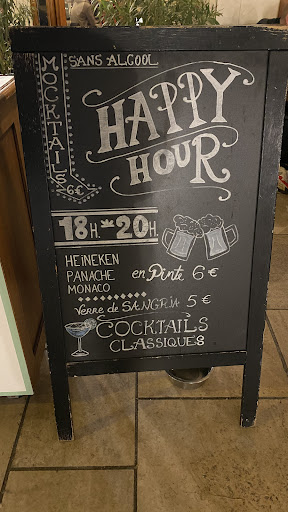 MOCKTAILS 6€
SANS ALCOOL
HAPPY
HOUR
18H - 20H
HEINEKEN
PANACHE
MONACO
en Pinte 6€
Verre de SANGRIA 5€
COCKTAILS
CLASSIQUES